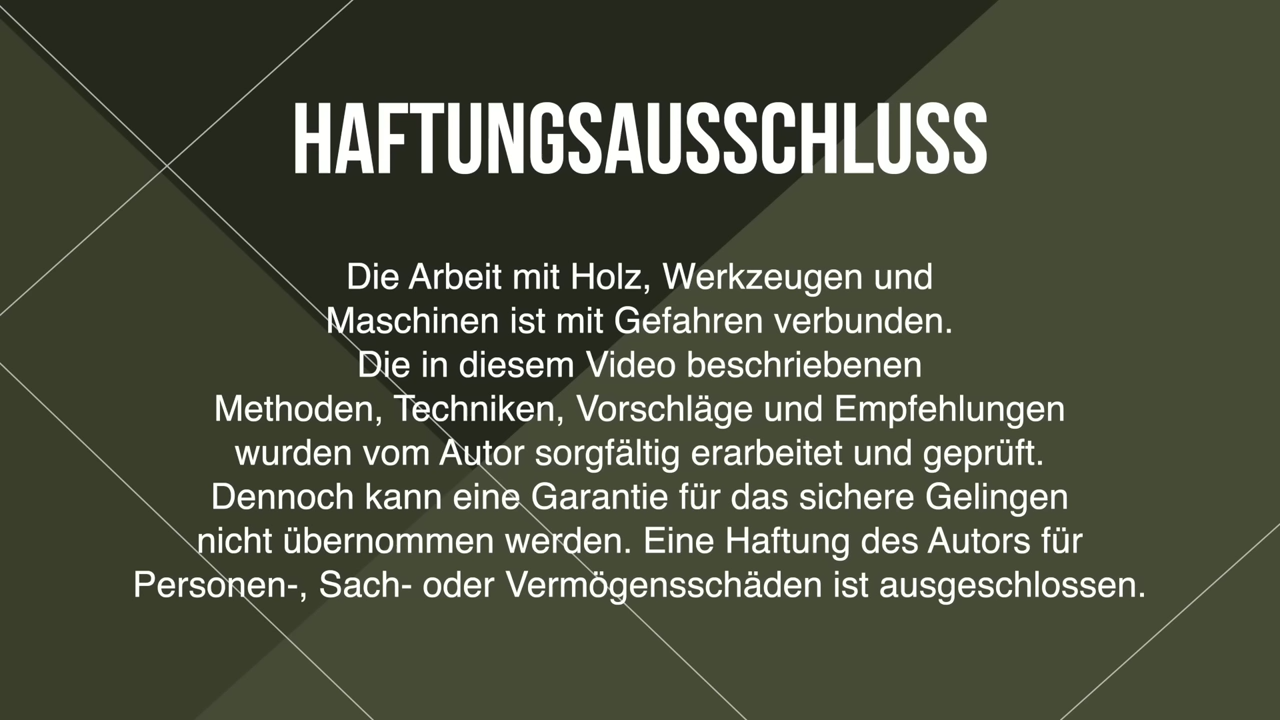 HAFTUNGSAUSSCHLUSS
Die Arbeit mit Holz, Werkzeugen und
Maschinen ist mit Gefahren verbunden.
Die in diesem Video beschriebenen
Methoden, Techniken, Vorschläge und Empfehlungen
wurden vom Autor sorgfältig erarbeitet und geprüft.
Dennoch kann eine Garantie für das sichere Gelingen
nicht übernommen werden. Eine Haftung des Autors für
Personen-, Sach- oder Vermögensschäden ist ausgeschlossen.